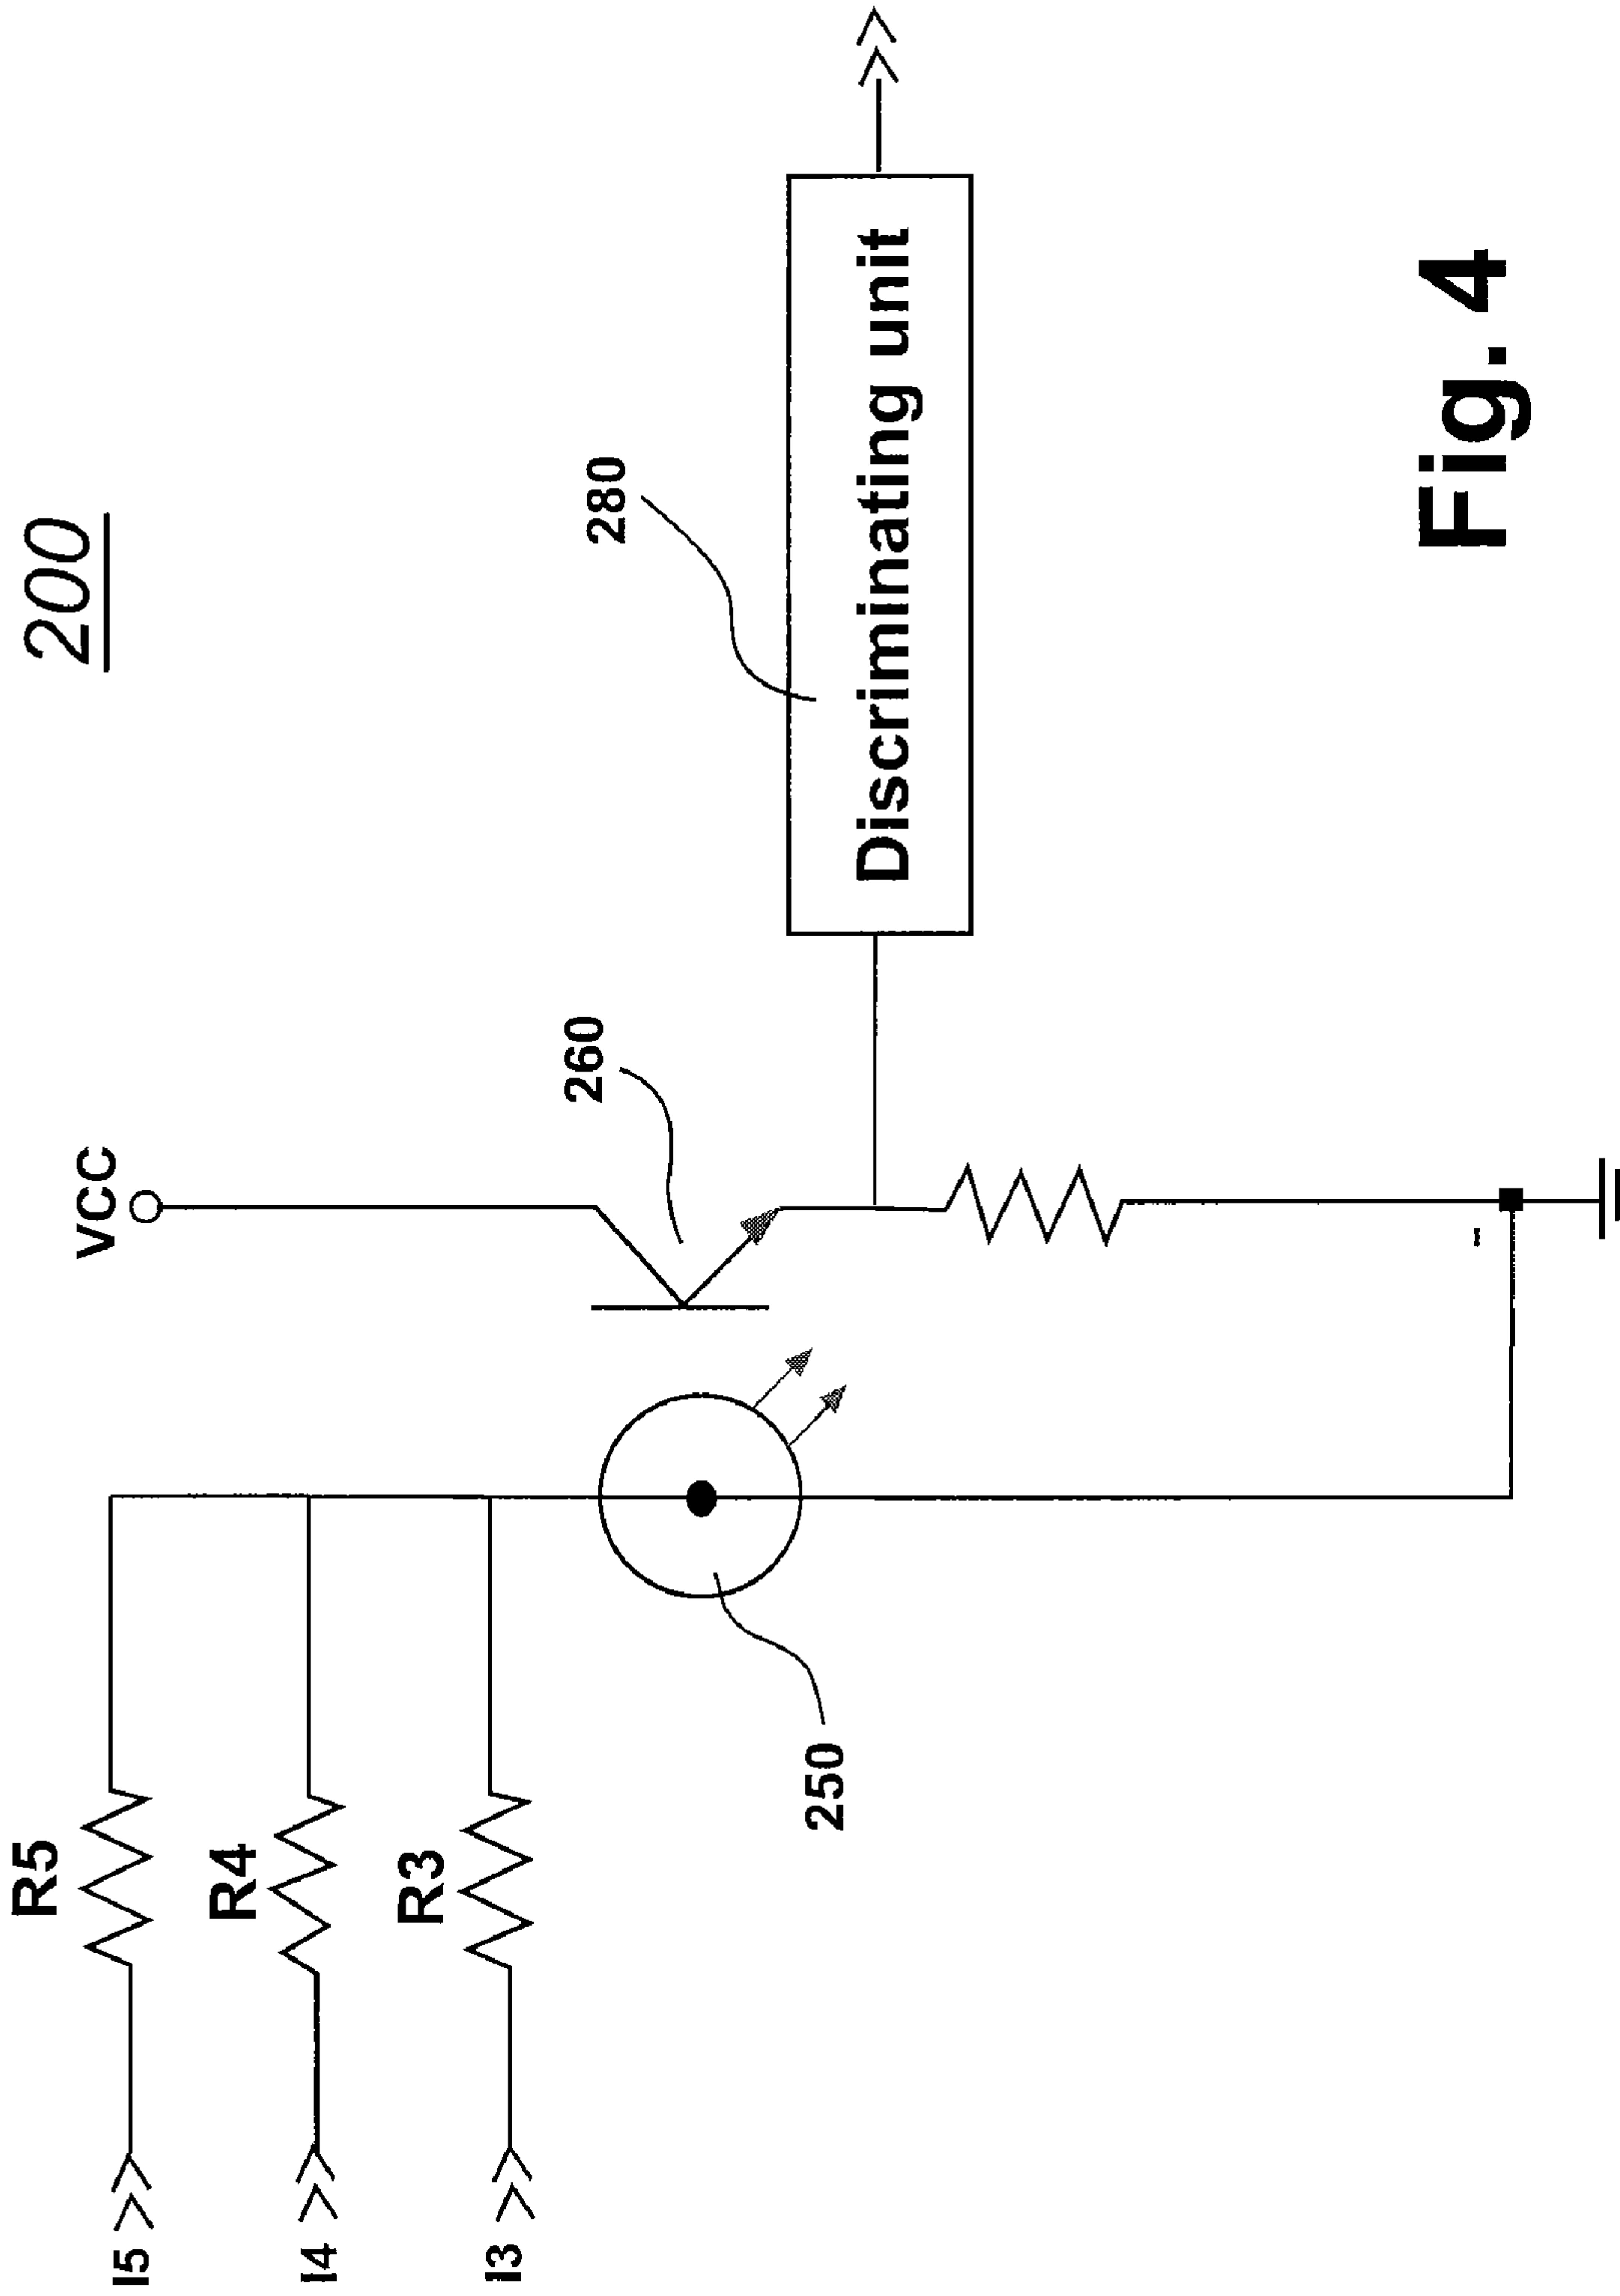 200
VCC
R5
I5
R4
I4
R3
I3
260
280
Discriminating unit
250
-
Fig. 4